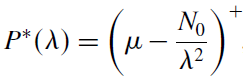 P*(λ) = (μ − N₀/λ²)⁺